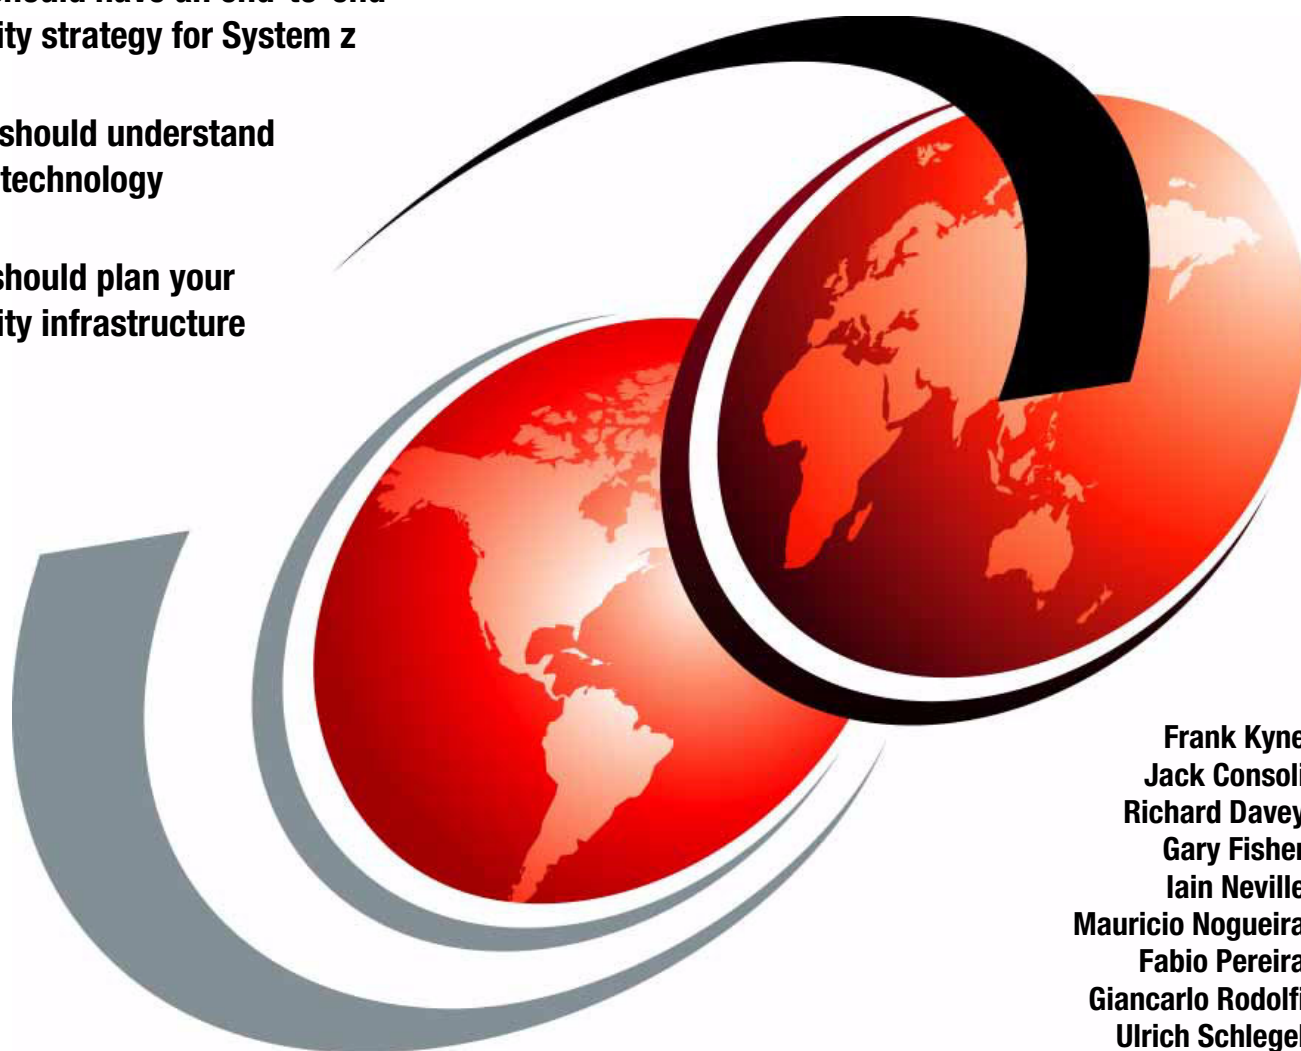 ity strategy for System z
should understand
technology
should plan your
ity infrastructure
Frank Kyne
Jack Consoli
Richard Davey
Gary Fisher
Iain Neville
Mauricio Nogueira
Fabio Pereira
Giancarlo Rodolfi
Ulrich Schlegel